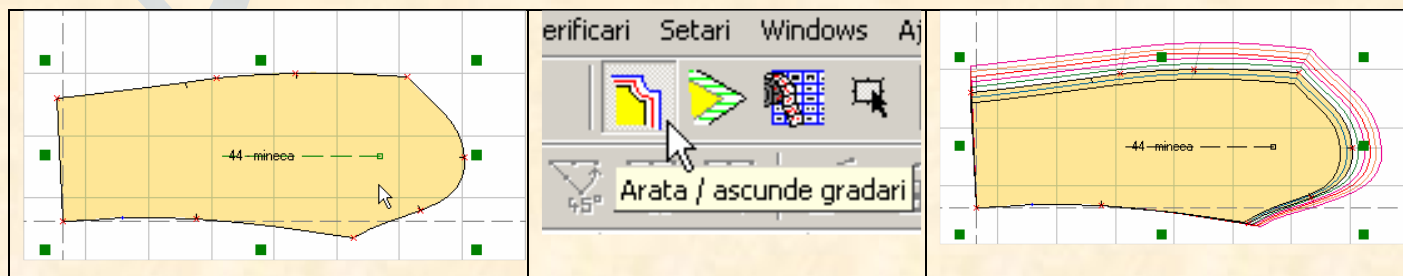 44 mineca
erificari Setari Windows Aj
45°
Arata / ascunde gradari
44 mineca